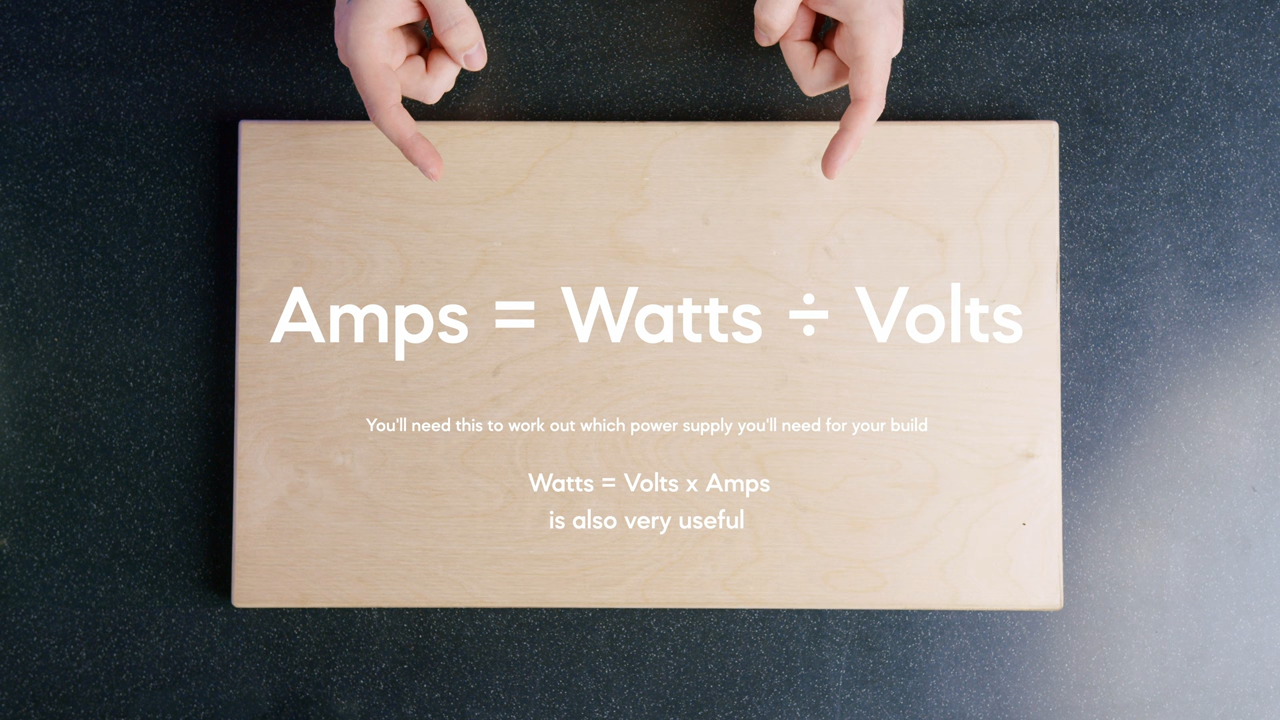 Amps = Watts ÷ Volts
You'll need this to work out which power supply you'll need for your build
Watts = Volts x Amps
is also very useful